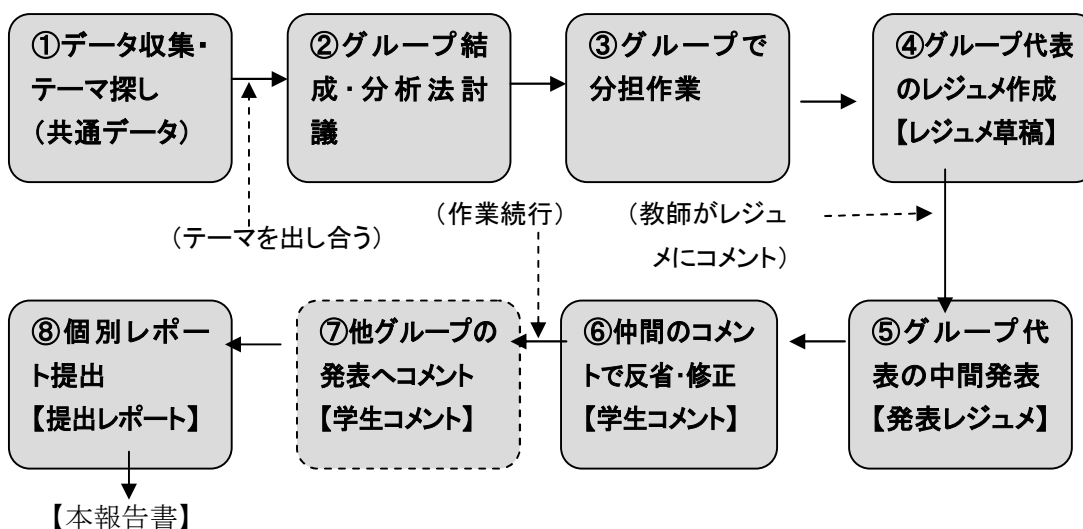 ①データ収集・
テーマ探し
(共通データ)
②グループ結
成・分析法討
議
③グループで
分担作業
④グループ代表
のレジュメ作成
【レジュメ草稿】
(テーマを出し合う)
(作業続行)
(教師がレジュ
メにコメント)
⑤グループ代
表の中間発表
【発表レジュメ】
⑥仲間のコメン
トで反省・修正
【学生コメント】
⑦他グループの
発表へコメント
【学生コメント】
⑧個別レポー
ト提出
【提出レポート】
【本報告書】